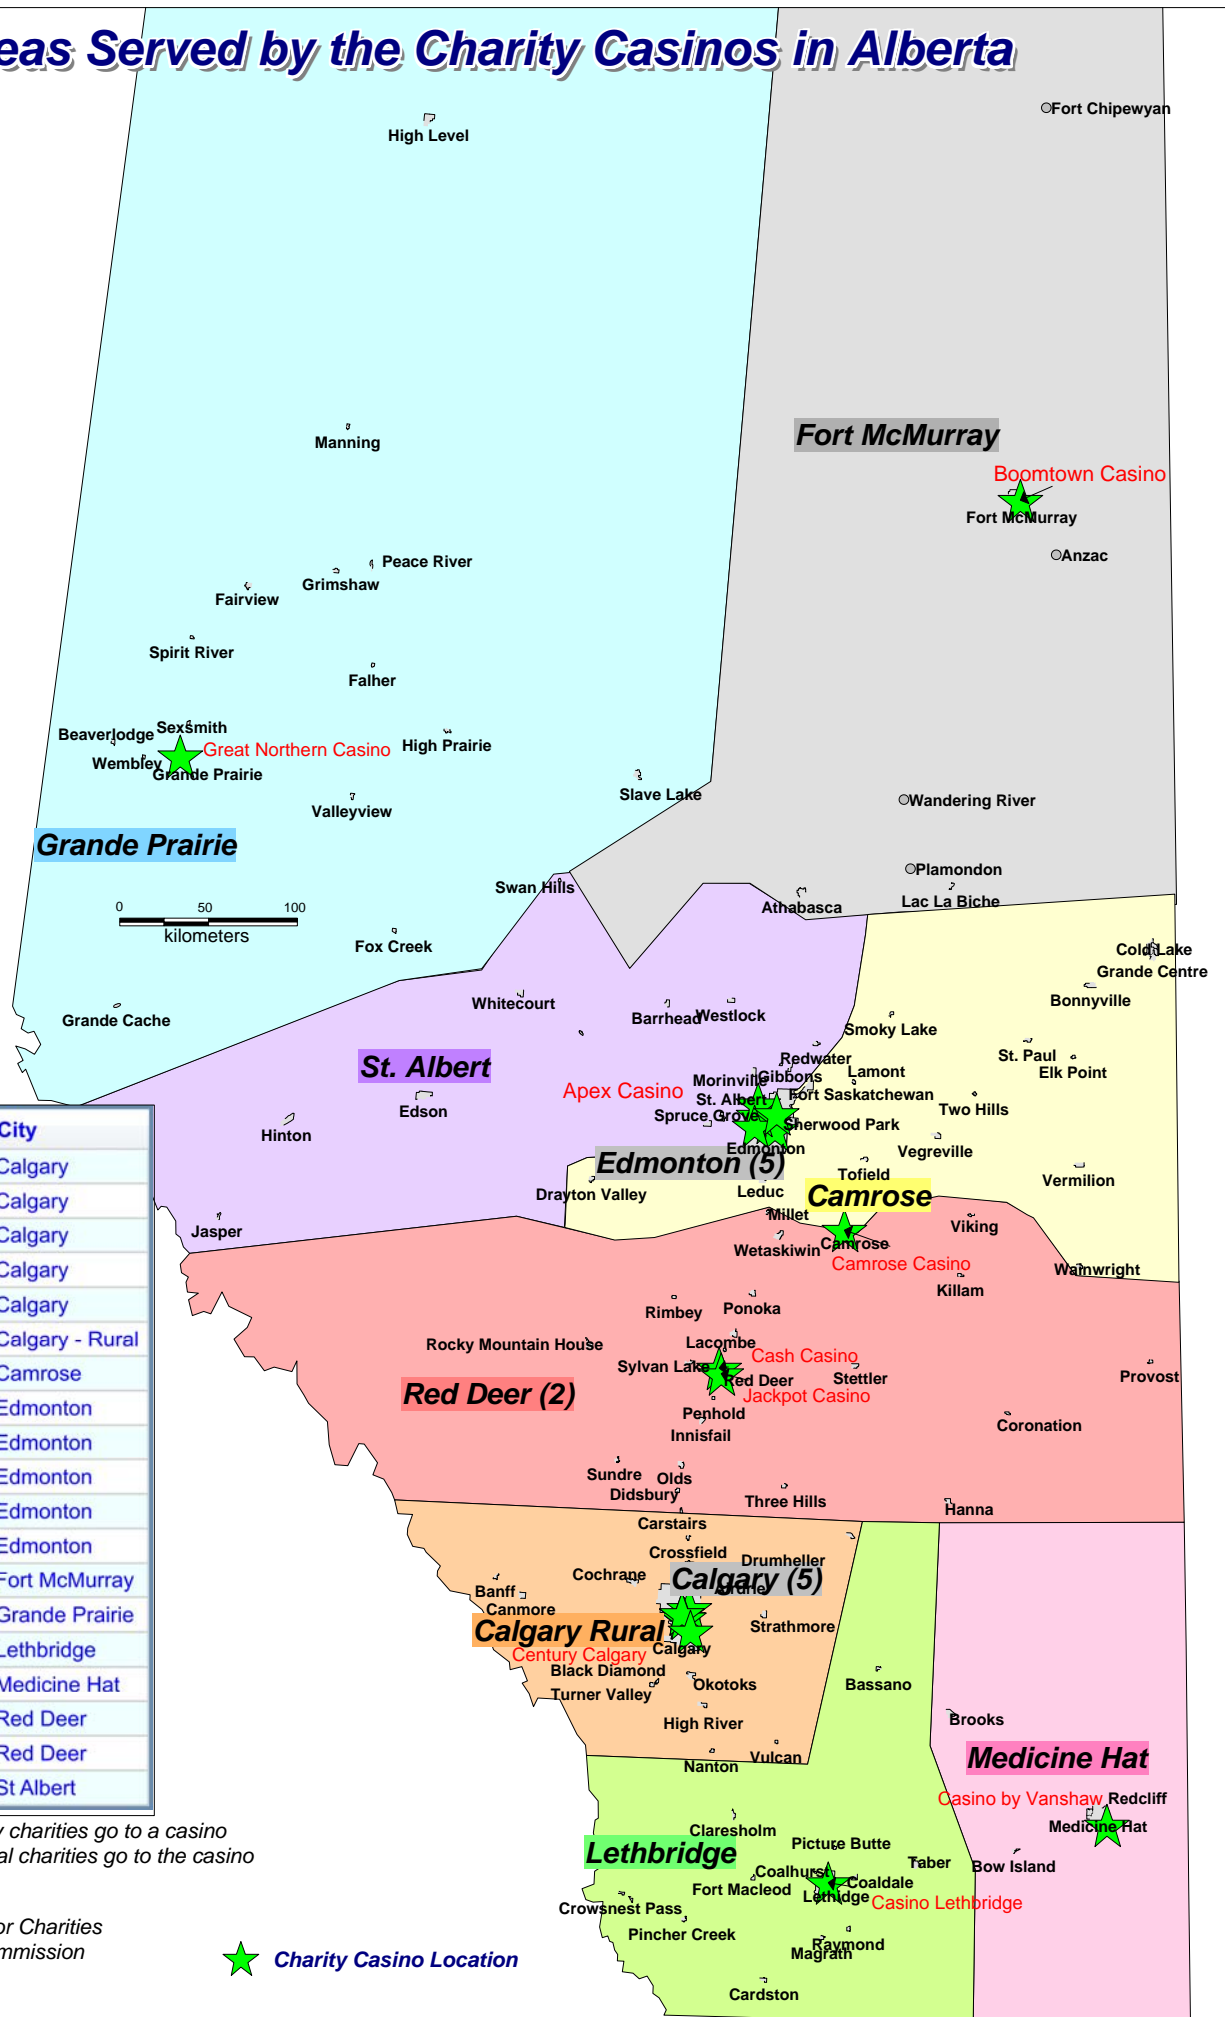 eas Served by the Charity Casinos in Alberta
Fort Chipewyan
High Level
Fort McMurray
Manning
Boomtown Casino
Fort McMurray
Anzac
Peace River
Grimshaw
Fairview
Spirit River
Falher
Sexsmith
Beaverlodge
Great Northern Casino
High Prairie
Wembley
Grande Prairie
Slave Lake
Wandering River
Valleyview
Grande Prairie
Plamondon
Swan Hills
Lac La Biche
Athabasca
0 50 100
kilometers
Fox Creek
Cold Lake
Grande Centre
Whitecourt
Bonnyville
Barrhead
Westlock
Grande Cache
Smoky Lake
St. Albert
Redwater
St. Paul
Gibbons
Lamont
Elk Point
Morinville
Apex Casino
Fort Saskatchewan
St. Albert
Edson
Two Hills
Spruce Grove
Sherwood Park
Hinton
Edmonton
Vegreville
Edmonton (5)
Tofield
Vermilion
Drayton Valley
Leduc
Camrose
Millet
Viking
Jasper
Wetaskiwin
Camrose
Camrose Casino
Wainwright
Killam
Rimbey
Ponoka
Rocky Mountain House
Lacombe
Cash Casino
Sylvan Lake
Red Deer
Stettler
Provost
Red Deer (2)
Jackpot Casino
Penhold
Coronation
Innisfail
Sundre
Olds
Didsbury
Three Hills
Hanna
Carstairs
Crossfield
Drumheller
Cochrane
Calgary (5)
Airdrie
Banff
Canmore
Strathmore
Calgary Rural
Calgary
Century Calgary
Black Diamond
Okotoks
Bassano
Turner Valley
High River
Brooks
Vulcan
Medicine Hat
Nanton
Casino by Vanshaw
Redcliff
Claresholm
Medicine Hat
Picture Butte
Lethbridge
Taber
Bow Island
Coalhurst
Coaldale
Fort Macleod
Lethidge
Casino Lethbridge
Crowsnest Pass
Pincher Creek
Raymond
Magrath
Cardston
City
Calgary
Calgary
Calgary
Calgary
Calgary
Calgary - Rural
Camrose
Edmonton
Edmonton
Edmonton
Edmonton
Edmonton
Fort McMurray
Grande Prairie
Lethbridge
Medicine Hat
Red Deer
Red Deer
St Albert
y charities go to a casino
al charities go to the casino
or Charities
mmission
Charity Casino Location